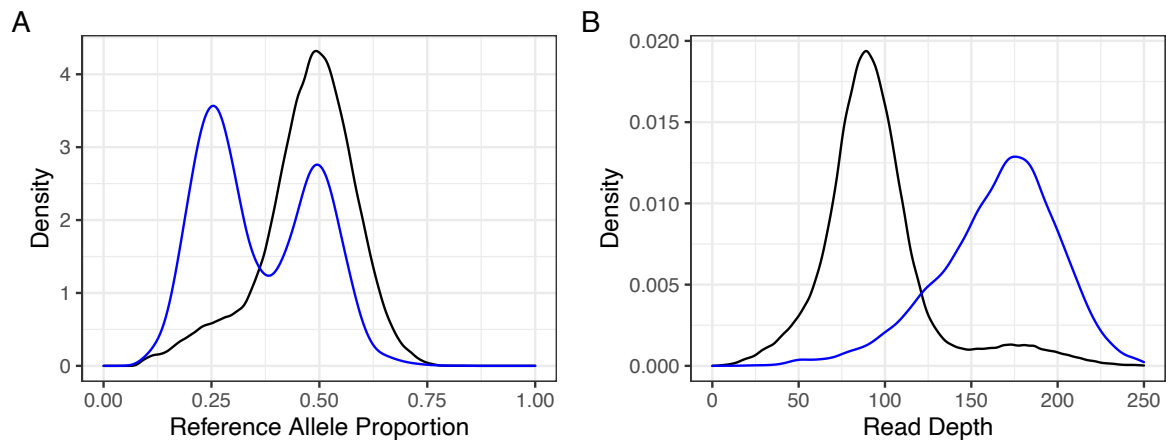 A
4
3
2
1
0
Density
0.00 0.25 0.50 0.75 1.00
Reference Allele Proportion
B
0.020
0.015
0.010
0.005
0.000
Density
0 50 100 150 200 250
Read Depth